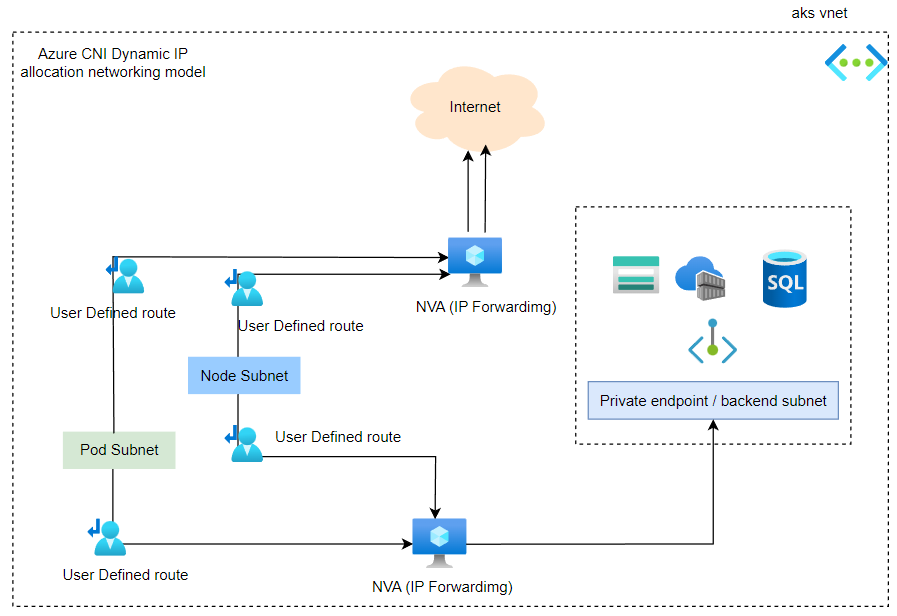 aks vnet
Azure CNI Dynamic IP
allocation networking model
Internet
User Defined route
NVA (IP Forwardimg)
SQL
User Defined route
Node Subnet
Private endpoint / backend subnet
User Defined route
Pod Subnet
User Defined route
NVA (IP Forwardimg)